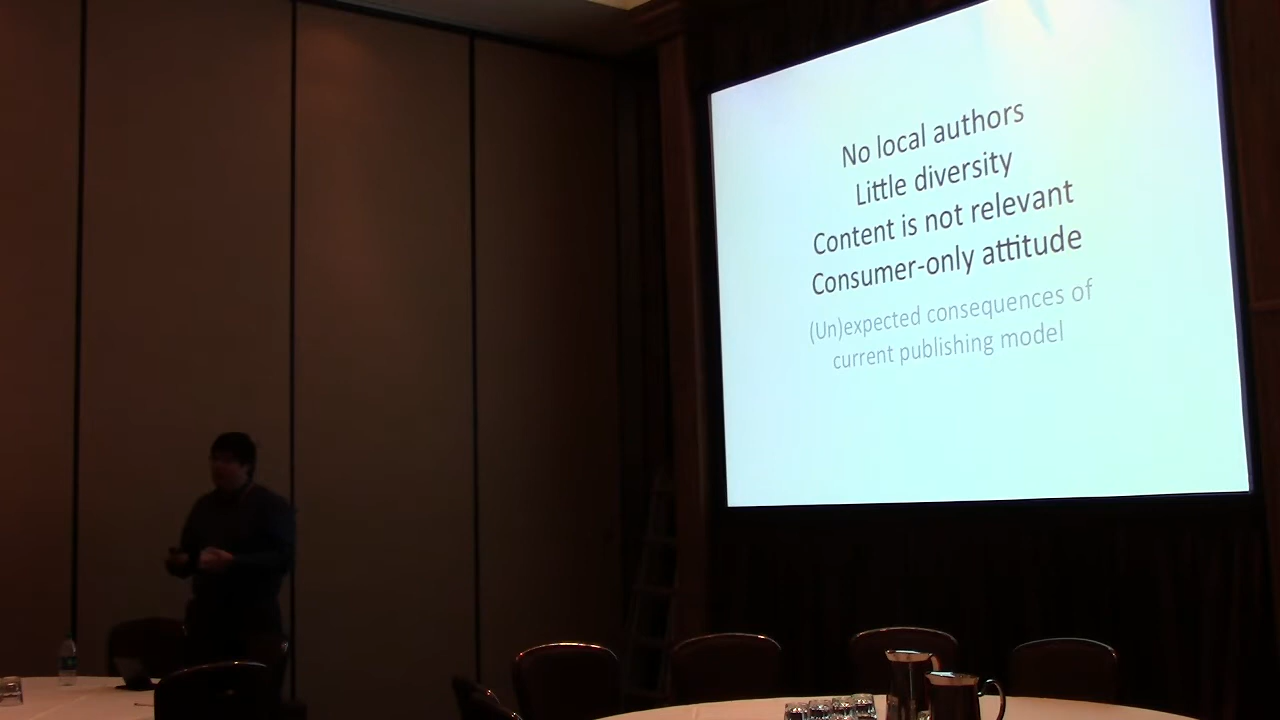 No local authors
Little diversity
Content is not relevant
Consumer-only attitude
(Un)expected consequences of
current publishing model